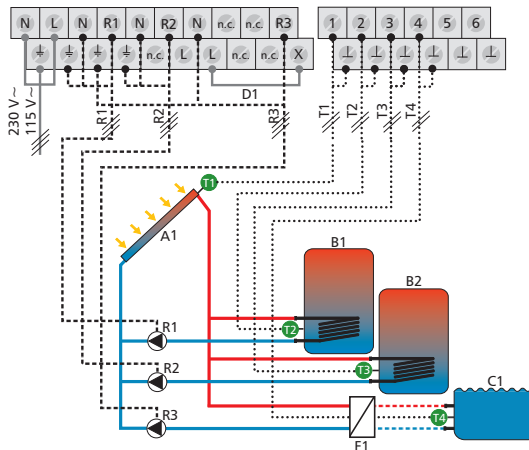 N L N R1 N R2 N n.c. n.c. R3
n.c. L L n.c. n.c. X
1 2 3 4 5 6
D1
230 V~
115 V~
R1
R2
R3
T1
T2
T3
T4
T1
A1
B1
B2
T2
R1
T3
R2
C1
R3
T4
F1